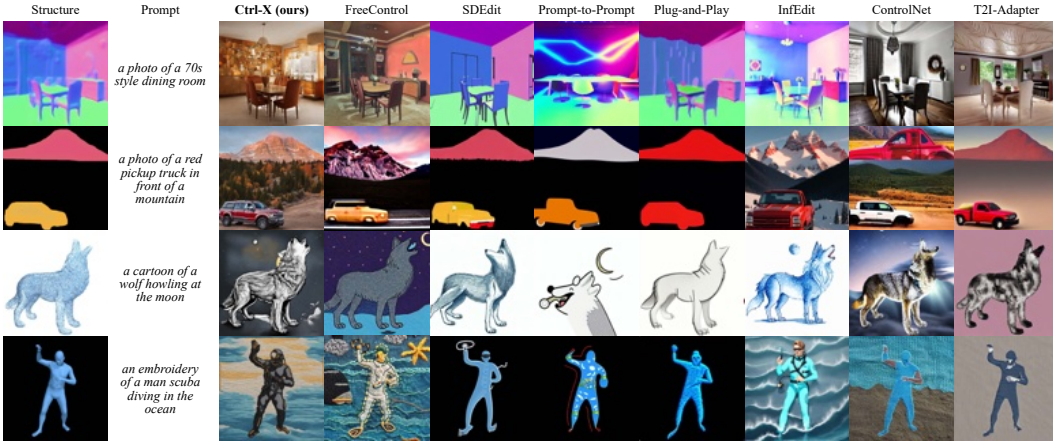 Structure Prompt Ctrl-X (ours) FreeControl SDEdit Prompt-to-Prompt Plug-and-Play InfEdit ControlNet T2I-Adapter
a photo of a 70s
style dining room
a photo of a red
pickup truck in
front of a
mountain
a cartoon of a
wolf howling at
the moon
an embroidery
of a man scuba
diving in the
ocean